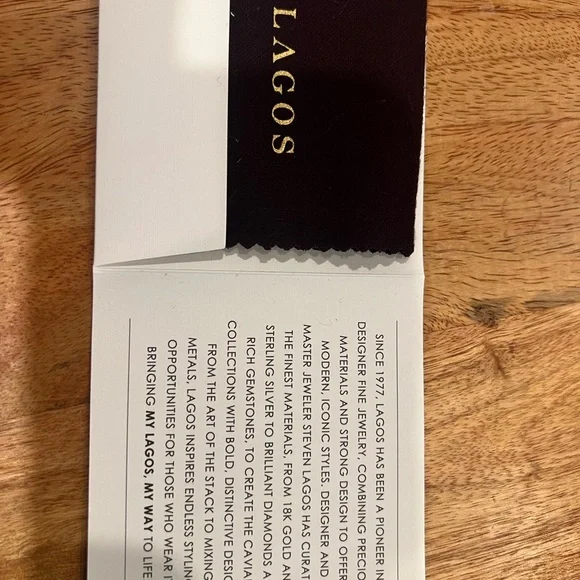 LAGOS
SINCE 1977, LAGOS HAS BEEN A PIONEER IN
DESIGNER FINE JEWELRY, COMBINING PRECIO
MATERIALS AND STRONG DESIGN TO OFFER
MODERN, ICONIC STYLES. DESIGNER AND
MASTER JEWELER STEVEN LAGOS HAS CURAT
THE FINEST MATERIALS, FROM 18K GOLD AN
STERLING SILVER TO BRILLIANT DIAMONDS A
RICH GEMSTONES, TO CREATE THE CAVIA
COLLECTIONS WITH BOLD, DISTINCTIVE DESIG
FROM THE ART OF THE STACK TO MIXING
METALS, LAGOS INSPIRES ENDLESS STYLIN
OPPORTUNITIES FOR THOSE WHO WEAR I
BRINGING MY LAGOS, MY WAY TO LIFE